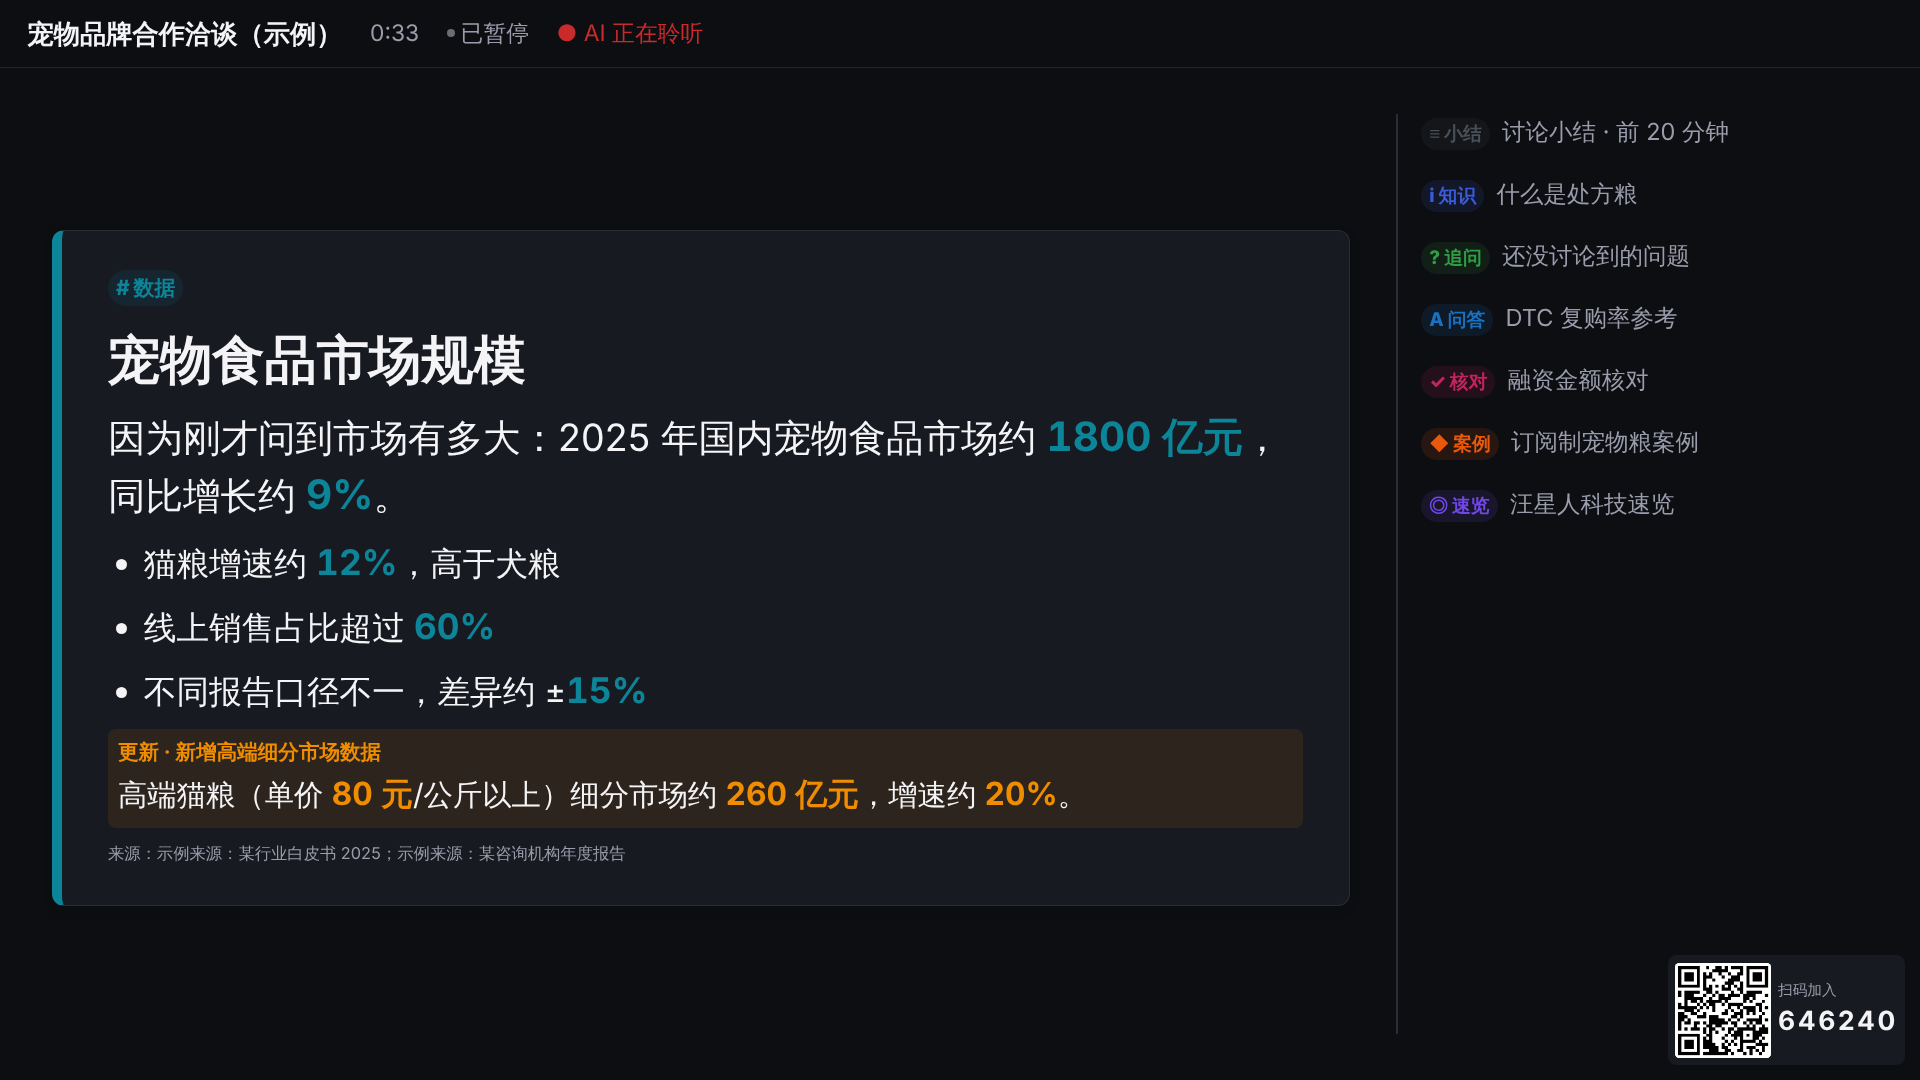 宠物品牌合作洽谈（示例） 0:33 已暂停 AI 正在聆听
# 数据
宠物食品市场规模
因为刚才问到市场有多大：2025 年国内宠物食品市场约 1800 亿元，
同比增长约 9%。
• 猫粮增速约 12%，高于犬粮
• 线上销售占比超过 60%
• 不同报告口径不一，差异约 ±15%
更新 · 新增高端细分市场数据
高端猫粮（单价 80 元/公斤以上）细分市场约 260 亿元，增速约 20%。
来源：示例来源：某行业白皮书 2025；示例来源：某咨询机构年度报告
≡ 小结 讨论小结 · 前 20 分钟
i 知识 什么是处方粮
? 追问 还没讨论到的问题
A 问答 DTC 复购率参考
✓ 核对 融资金额核对
◆ 案例 订阅制宠物粮案例
◎ 速览 汪星人科技速览
扫码加入
646240